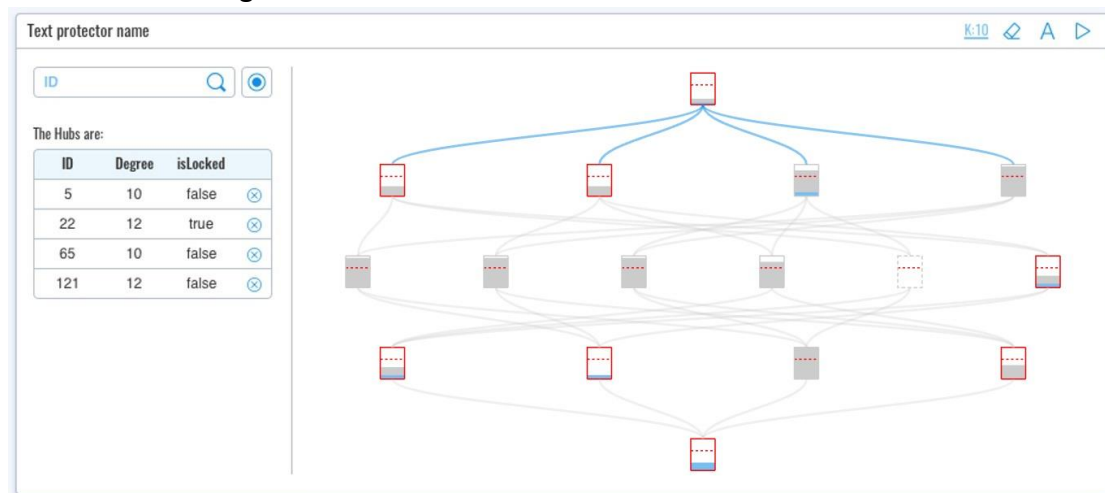 Text protector name
K:10
A
ID
The Hubs are:
ID Degree isLocked
5 10 false
22 12 true
65 10 false
121 12 false